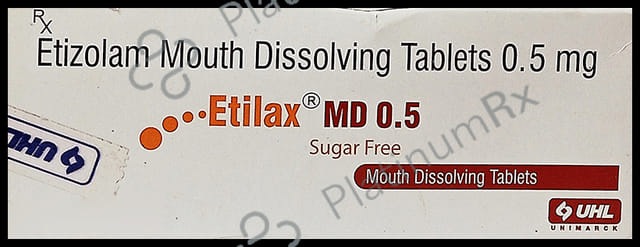 Rx
Etizolam Mouth Dissolving Tablets 0.5 mg
Etilax® MD 0.5
Sugar Free
Mouth Dissolving Tablets
UHL
UNIMARCK
UHL
PlatinumRx